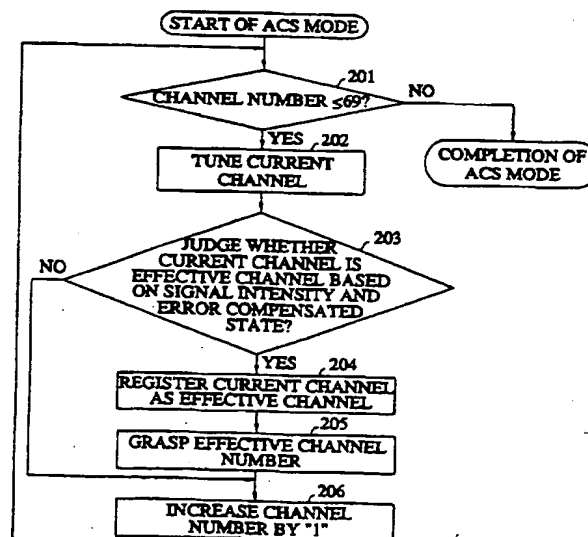 START OF ACS MODE
201
CHANNEL NUMBER ≤69?
NO
YES
202
TUNE CURRENT
CHANNEL
COMPLETION OF
ACS MODE
203
NO
JUDGE WHETHER
CURRENT CHANNEL IS
EFFECTIVE CHANNEL BASED
ON SIGNAL INTENSITY AND
ERROR COMPENSATED
STATE?
YES
204
REGISTER CURRENT CHANNEL
AS EFFECTIVE CHANNEL
205
GRASP EFFECTIVE CHANNEL
NUMBER
206
INCREASE CHANNEL
NUMBER BY "1"